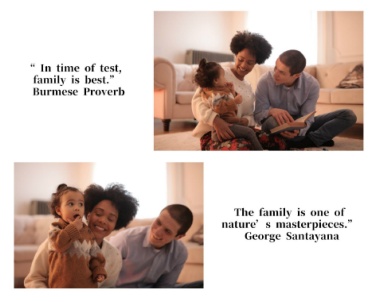 “ In time of test,
family is best.”
Burmese Proverb
The family is one of
nature’ s masterpieces.”
George Santayana